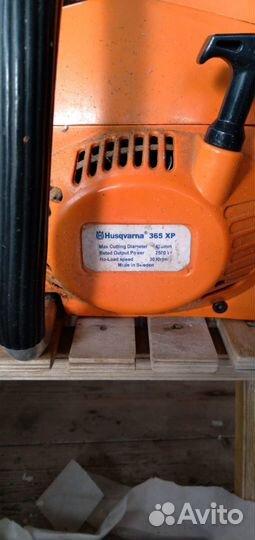 Husqvarna® 365 XP
Max Cutting Diameter
Rated Output Power
No-Load speed
Made in Sweden
Avito